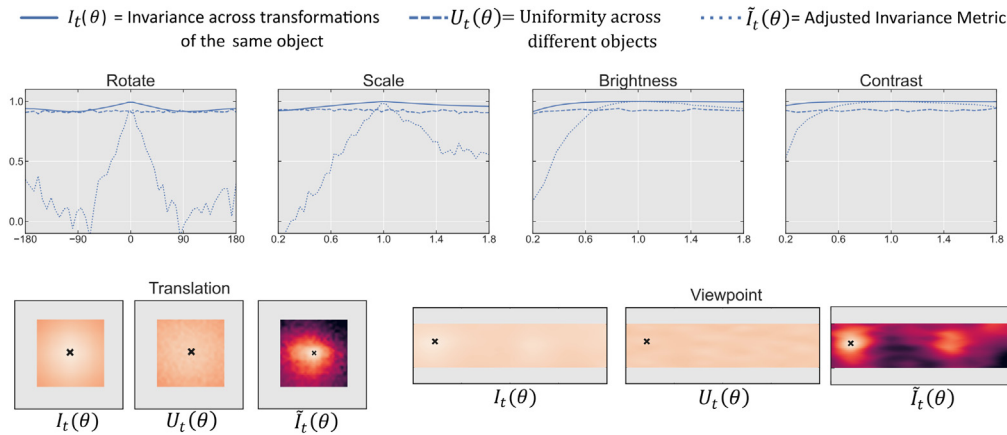 I_t(θ) = Invariance across transformations of the same object
U_t(θ)= Uniformity across different objects
Ĩ_t(θ)= Adjusted Invariance Metric
Rotate
Scale
Brightness
Contrast
1.0
0.5
0.0
−180 −90 0 90 180
0.2 0.6 1.0 1.4 1.8
0.2 0.6 1.0 1.4 1.8
0.2 0.6 1.0 1.4 1.8
Translation
Viewpoint
I_t(θ) U_t(θ) Ĩ_t(θ)
I_t(θ) U_t(θ) Ĩ_t(θ)